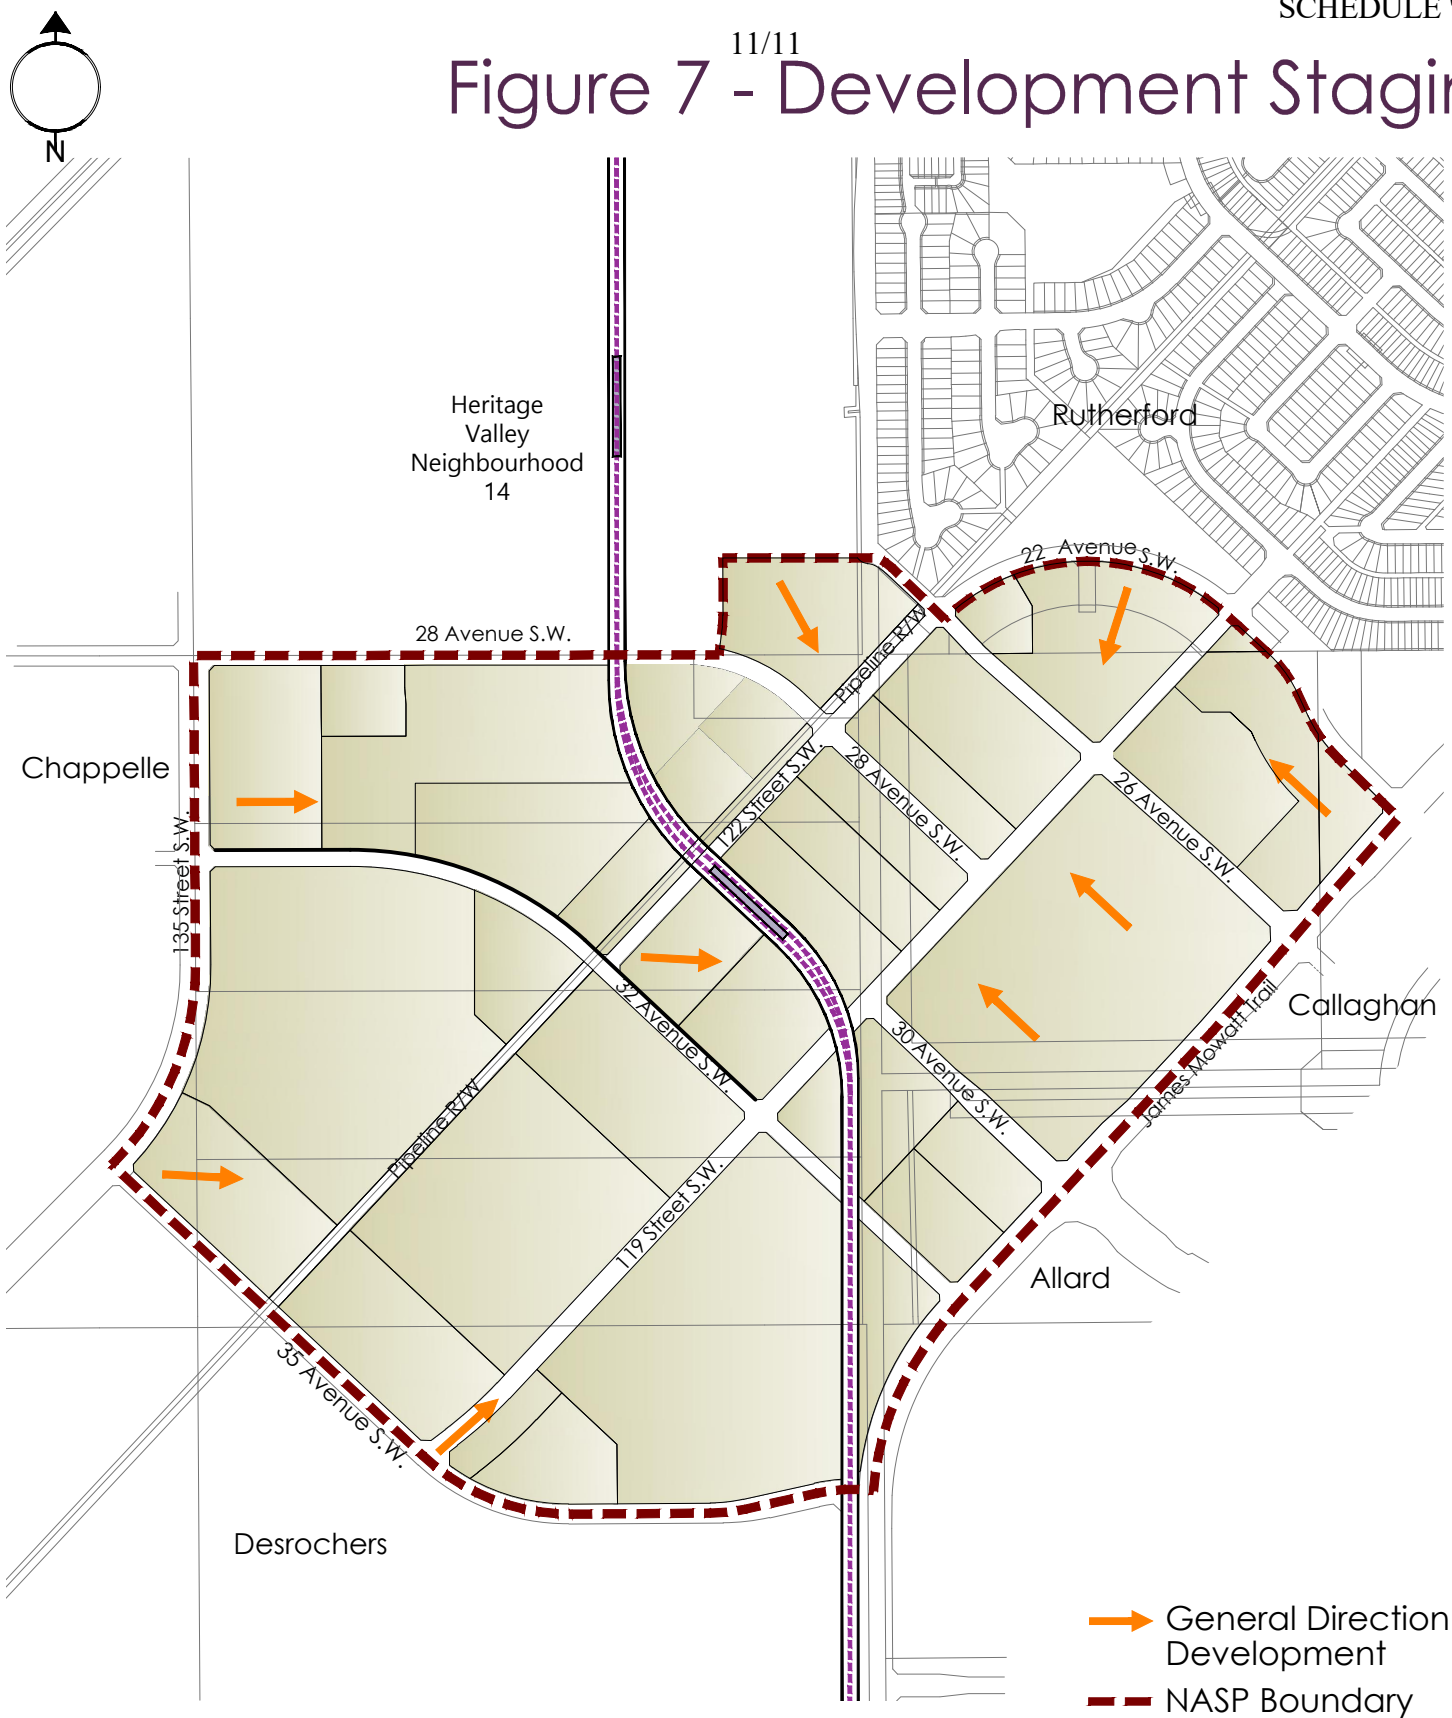 SCHEDULE
11/11
Figure 7 - Development Stagin
N
Heritage
Valley
Neighbourhood
14
Rutherford
22 Avenue S.W.
28 Avenue S.W.
Pipeline R/W
Chappelle
122 Street S.W.
28 Avenue S.W.
26 Avenue S.W.
135 Street S.W.
32 Avenue S.W.
Callaghan
30 Avenue S.W.
James Mowatt Trail
Pipeline R/W
119 Street S.W.
Allard
35 Avenue S.W.
Desrochers
General Direction
Development
NASP Boundary